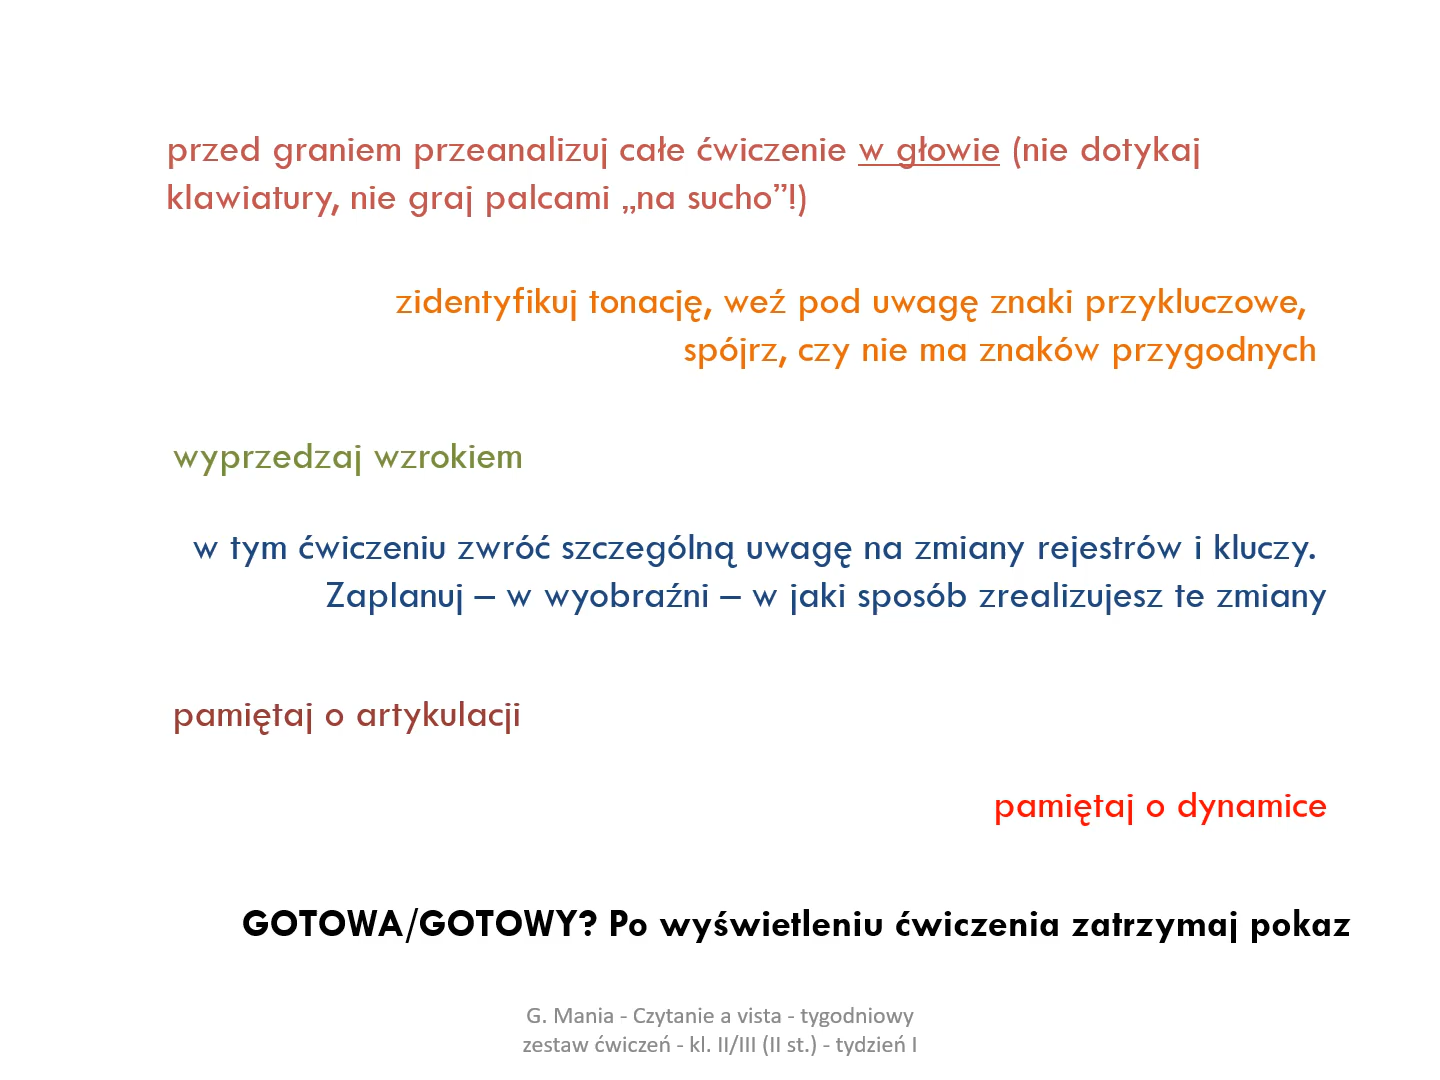 przed graniem przeanalizuj całe ćwiczenie w głowie (nie dotykaj
klawiatury, nie graj palcami „na sucho”!)
zidentyfikuj tonację, weź pod uwagę znaki przykluczowe,
spójrz, czy nie ma znaków przygodnych
wyprzedzaj wzrokiem
w tym ćwiczeniu zwróć szczególną uwagę na zmiany rejestrów i kluczy.
Zaplanuj – w wyobraźni – w jaki sposób zrealizujesz te zmiany
pamiętaj o artykulacji
pamiętaj o dynamice
GOTOWA/GOTOWY? Po wyświetleniu ćwiczenia zatrzymaj pokaz
G. Mania - Czytanie a vista - tygodniowy
zestaw ćwiczeń - kl. II/III (II st.) - tydzień I